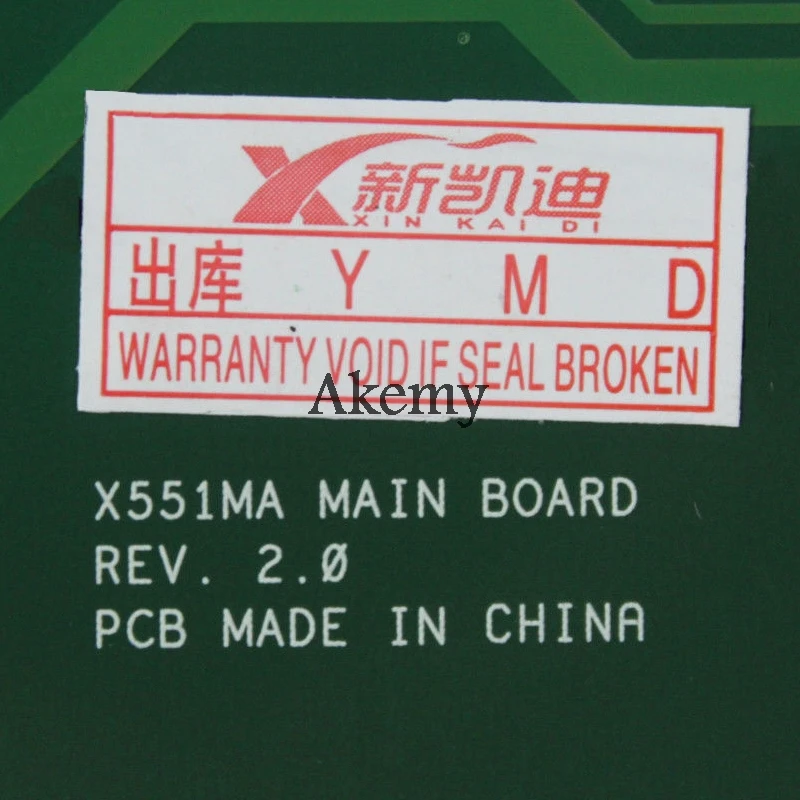 新凯迪
XIN KAI DI
出库 Y M D
WARRANTY VOID IF SEAL BROKEN
Akemy
X551MA MAIN BOARD
REV. 2.0
PCB MADE IN CHINA